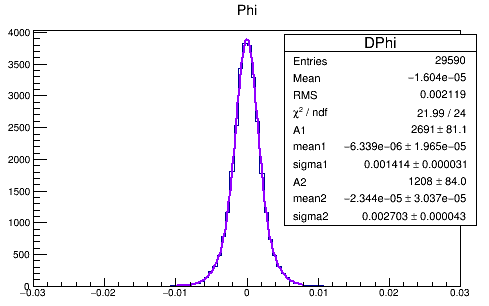 Phi
DPhi
Entries 29590
Mean −1.604e−05
RMS 0.002119
χ² / ndf 21.99 / 24
A1 2691 ± 81.1
mean1 −6.339e−06 ± 1.965e−05
sigma1 0.001414 ± 0.000031
A2 1208 ± 84.0
mean2 −2.344e−05 ± 3.037e−05
sigma2 0.002703 ± 0.000043
4000
3500
3000
2500
2000
1500
1000
500
0
−0.03 −0.02 −0.01 0 0.01 0.02 0.03